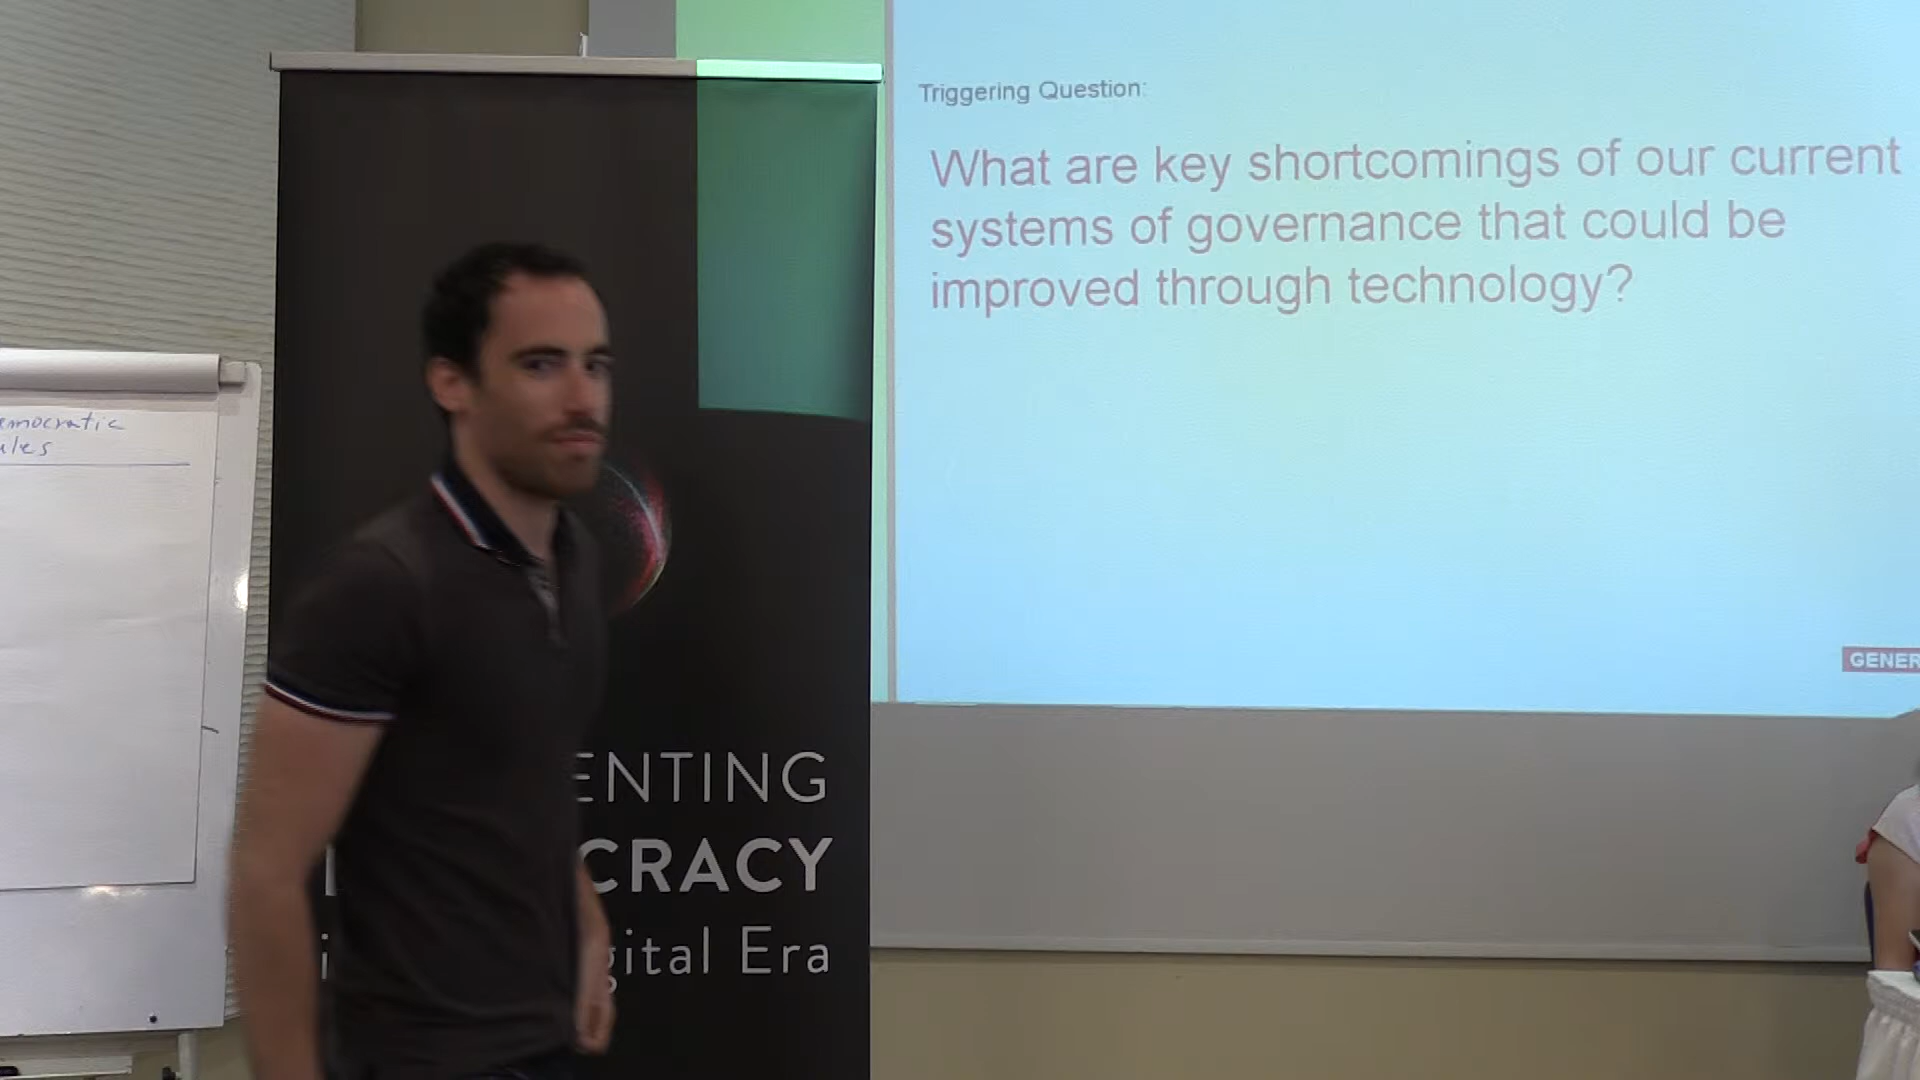 emocratic
ules
Triggering Question:
What are key shortcomings of our current
systems of governance that could be
improved through technology?
GENER
ENTING
CRACY
i gital Era